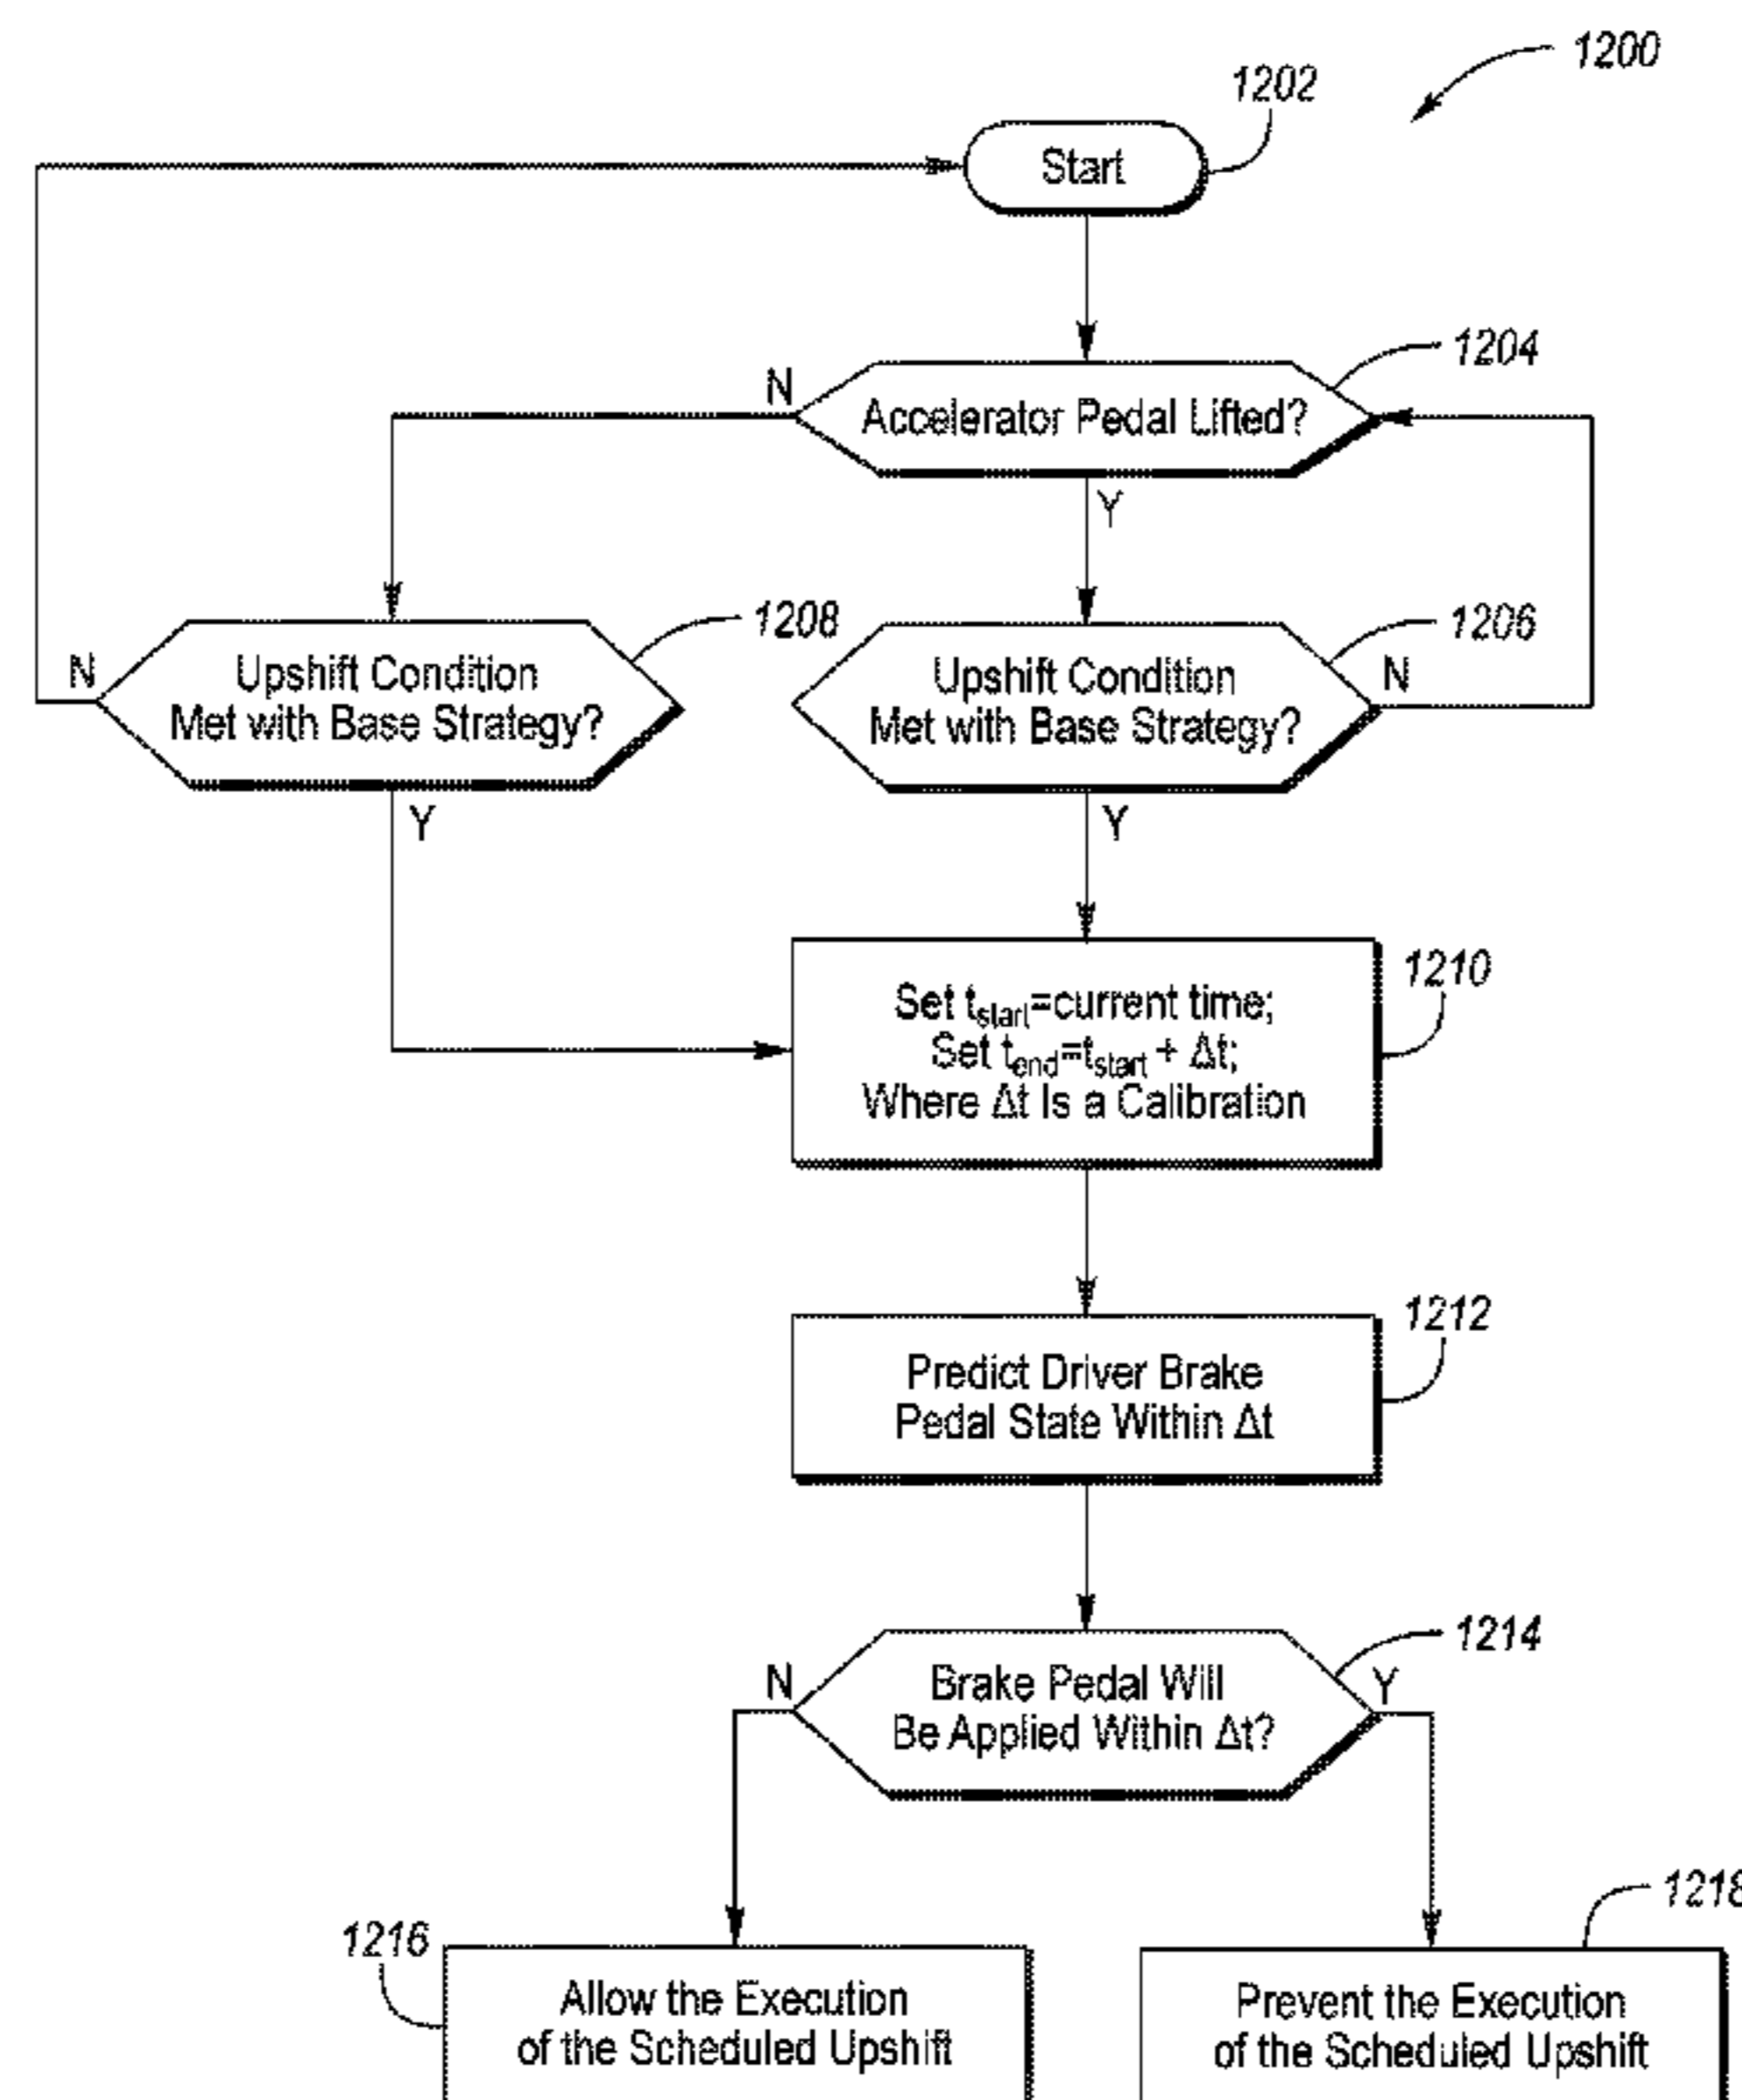 1200
1202
Start
1204
N
Accelerator Pedal Lifted?
Y
1208
1206
N
Upshift Condition
Met with Base Strategy?
Upshift Condition
Met with Base Strategy?
N
Y
Y
1210
Set tstart=current time;
Set tend=tstart + Δt;
Where Δt Is a Calibration
1212
Predict Driver Brake
Pedal State Within Δt
1214
N
Brake Pedal Will
Be Applied Within Δt?
Y
1216
1218
Allow the Execution
of the Scheduled Upshift
Prevent the Execution
of the Scheduled Upshift